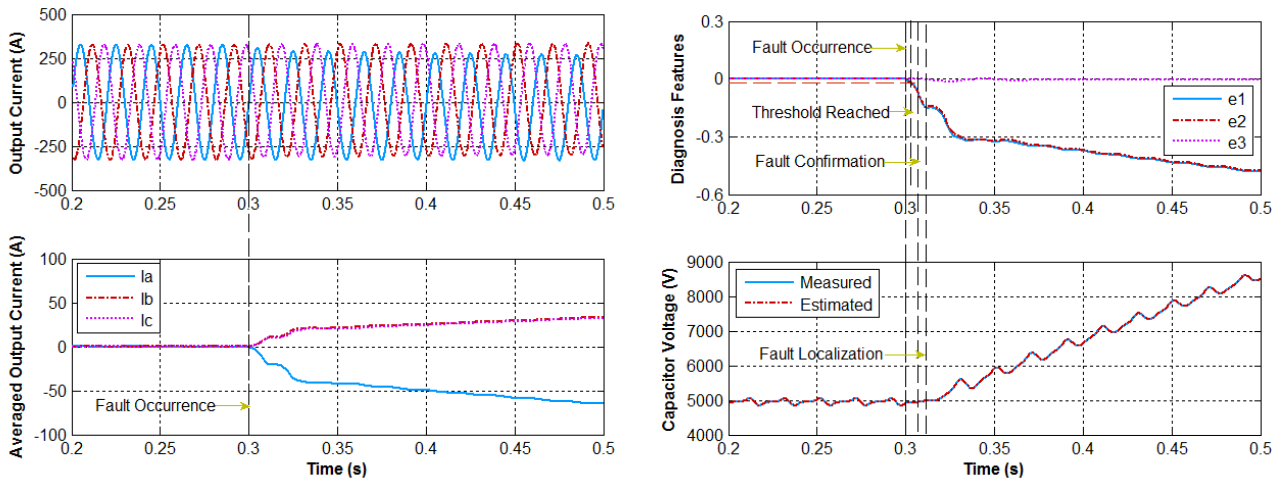 Output Current (A)
500
250
0
-250
-500
0.2
0.25
0.3
0.35
0.4
0.45
0.5
Averaged Output Current (A)
100
50
0
-50
-100
Ia
Ib
Ic
Fault Occurrence
0.2
0.25
0.3
0.35
0.4
0.45
0.5
Time (s)
Diagnosis Features
0.3
0
-0.3
-0.6
Fault Occurrence
Threshold Reached
Fault Confirmation
e1
e2
e3
0.2
0.25
0.3
0.35
0.4
0.45
0.5
Capacitor Voltage (V)
9000
8000
7000
6000
5000
4000
Measured
Estimated
Fault Localization
0.2
0.25
0.3
0.35
0.4
0.45
0.5
Time (s)